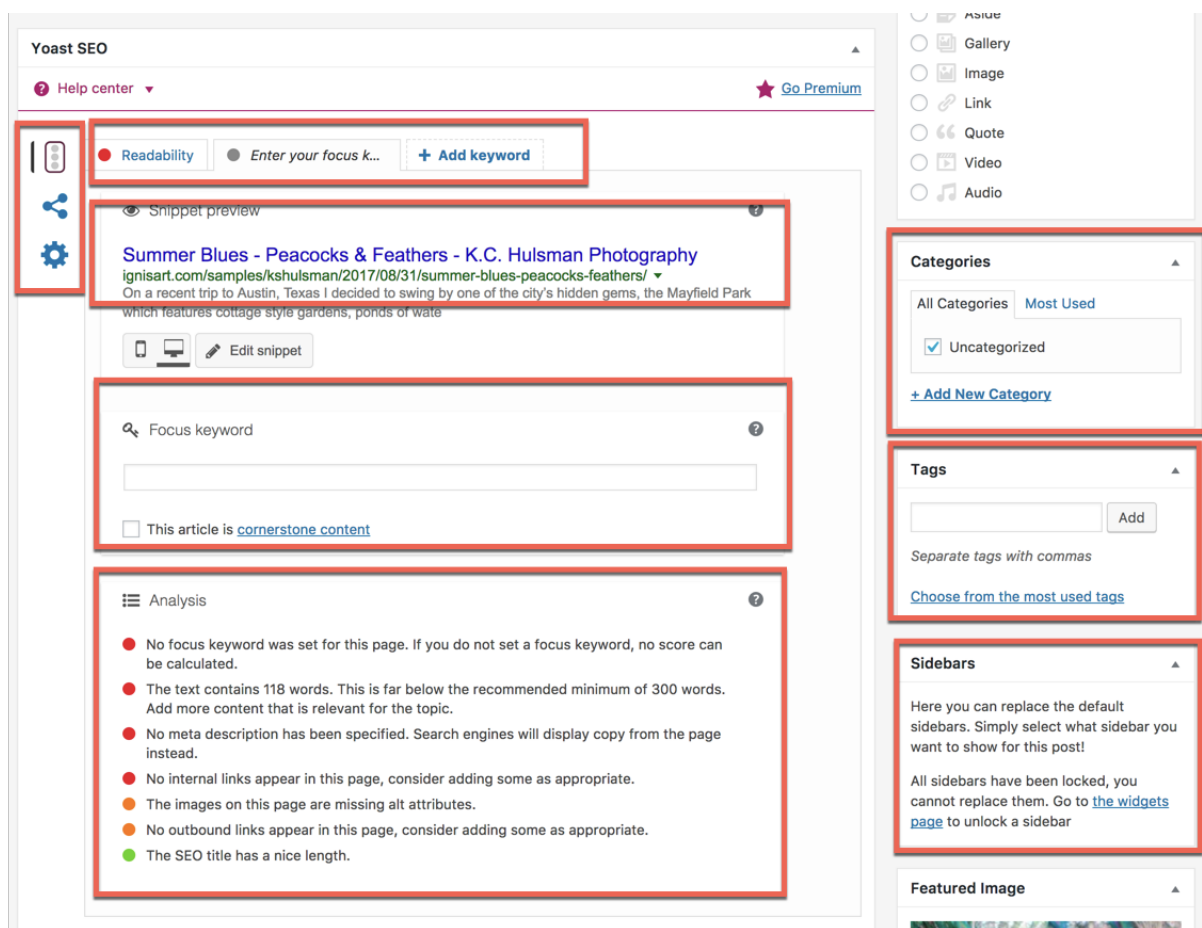 Yoast SEO
Help center
Go Premium
Readability
Enter your focus k...
+ Add keyword
Snippet preview
Summer Blues - Peacocks & Feathers - K.C. Hulsman Photography
ignisart.com/samples/kshulsman/2017/08/31/summer-blues-peacocks-feathers/
On a recent trip to Austin, Texas I decided to swing by one of the city's hidden gems, the Mayfield Park
which features cottage style gardens, ponds of wate
Edit snippet
Focus keyword
This article is cornerstone content
Analysis
No focus keyword was set for this page. If you do not set a focus keyword, no score can
be calculated.
The text contains 118 words. This is far below the recommended minimum of 300 words.
Add more content that is relevant for the topic.
No meta description has been specified. Search engines will display copy from the page
instead.
No internal links appear in this page, consider adding some as appropriate.
The images on this page are missing alt attributes.
No outbound links appear in this page, consider adding some as appropriate.
The SEO title has a nice length.
Aside
Gallery
Image
Link
Quote
Video
Audio
Categories
All Categories
Most Used
Uncategorized
+ Add New Category
Tags
Add
Separate tags with commas
Choose from the most used tags
Sidebars
Here you can replace the default
sidebars. Simply select what sidebar you
want to show for this post!
All sidebars have been locked, you
cannot replace them. Go to the widgets
page to unlock a sidebar
Featured Image